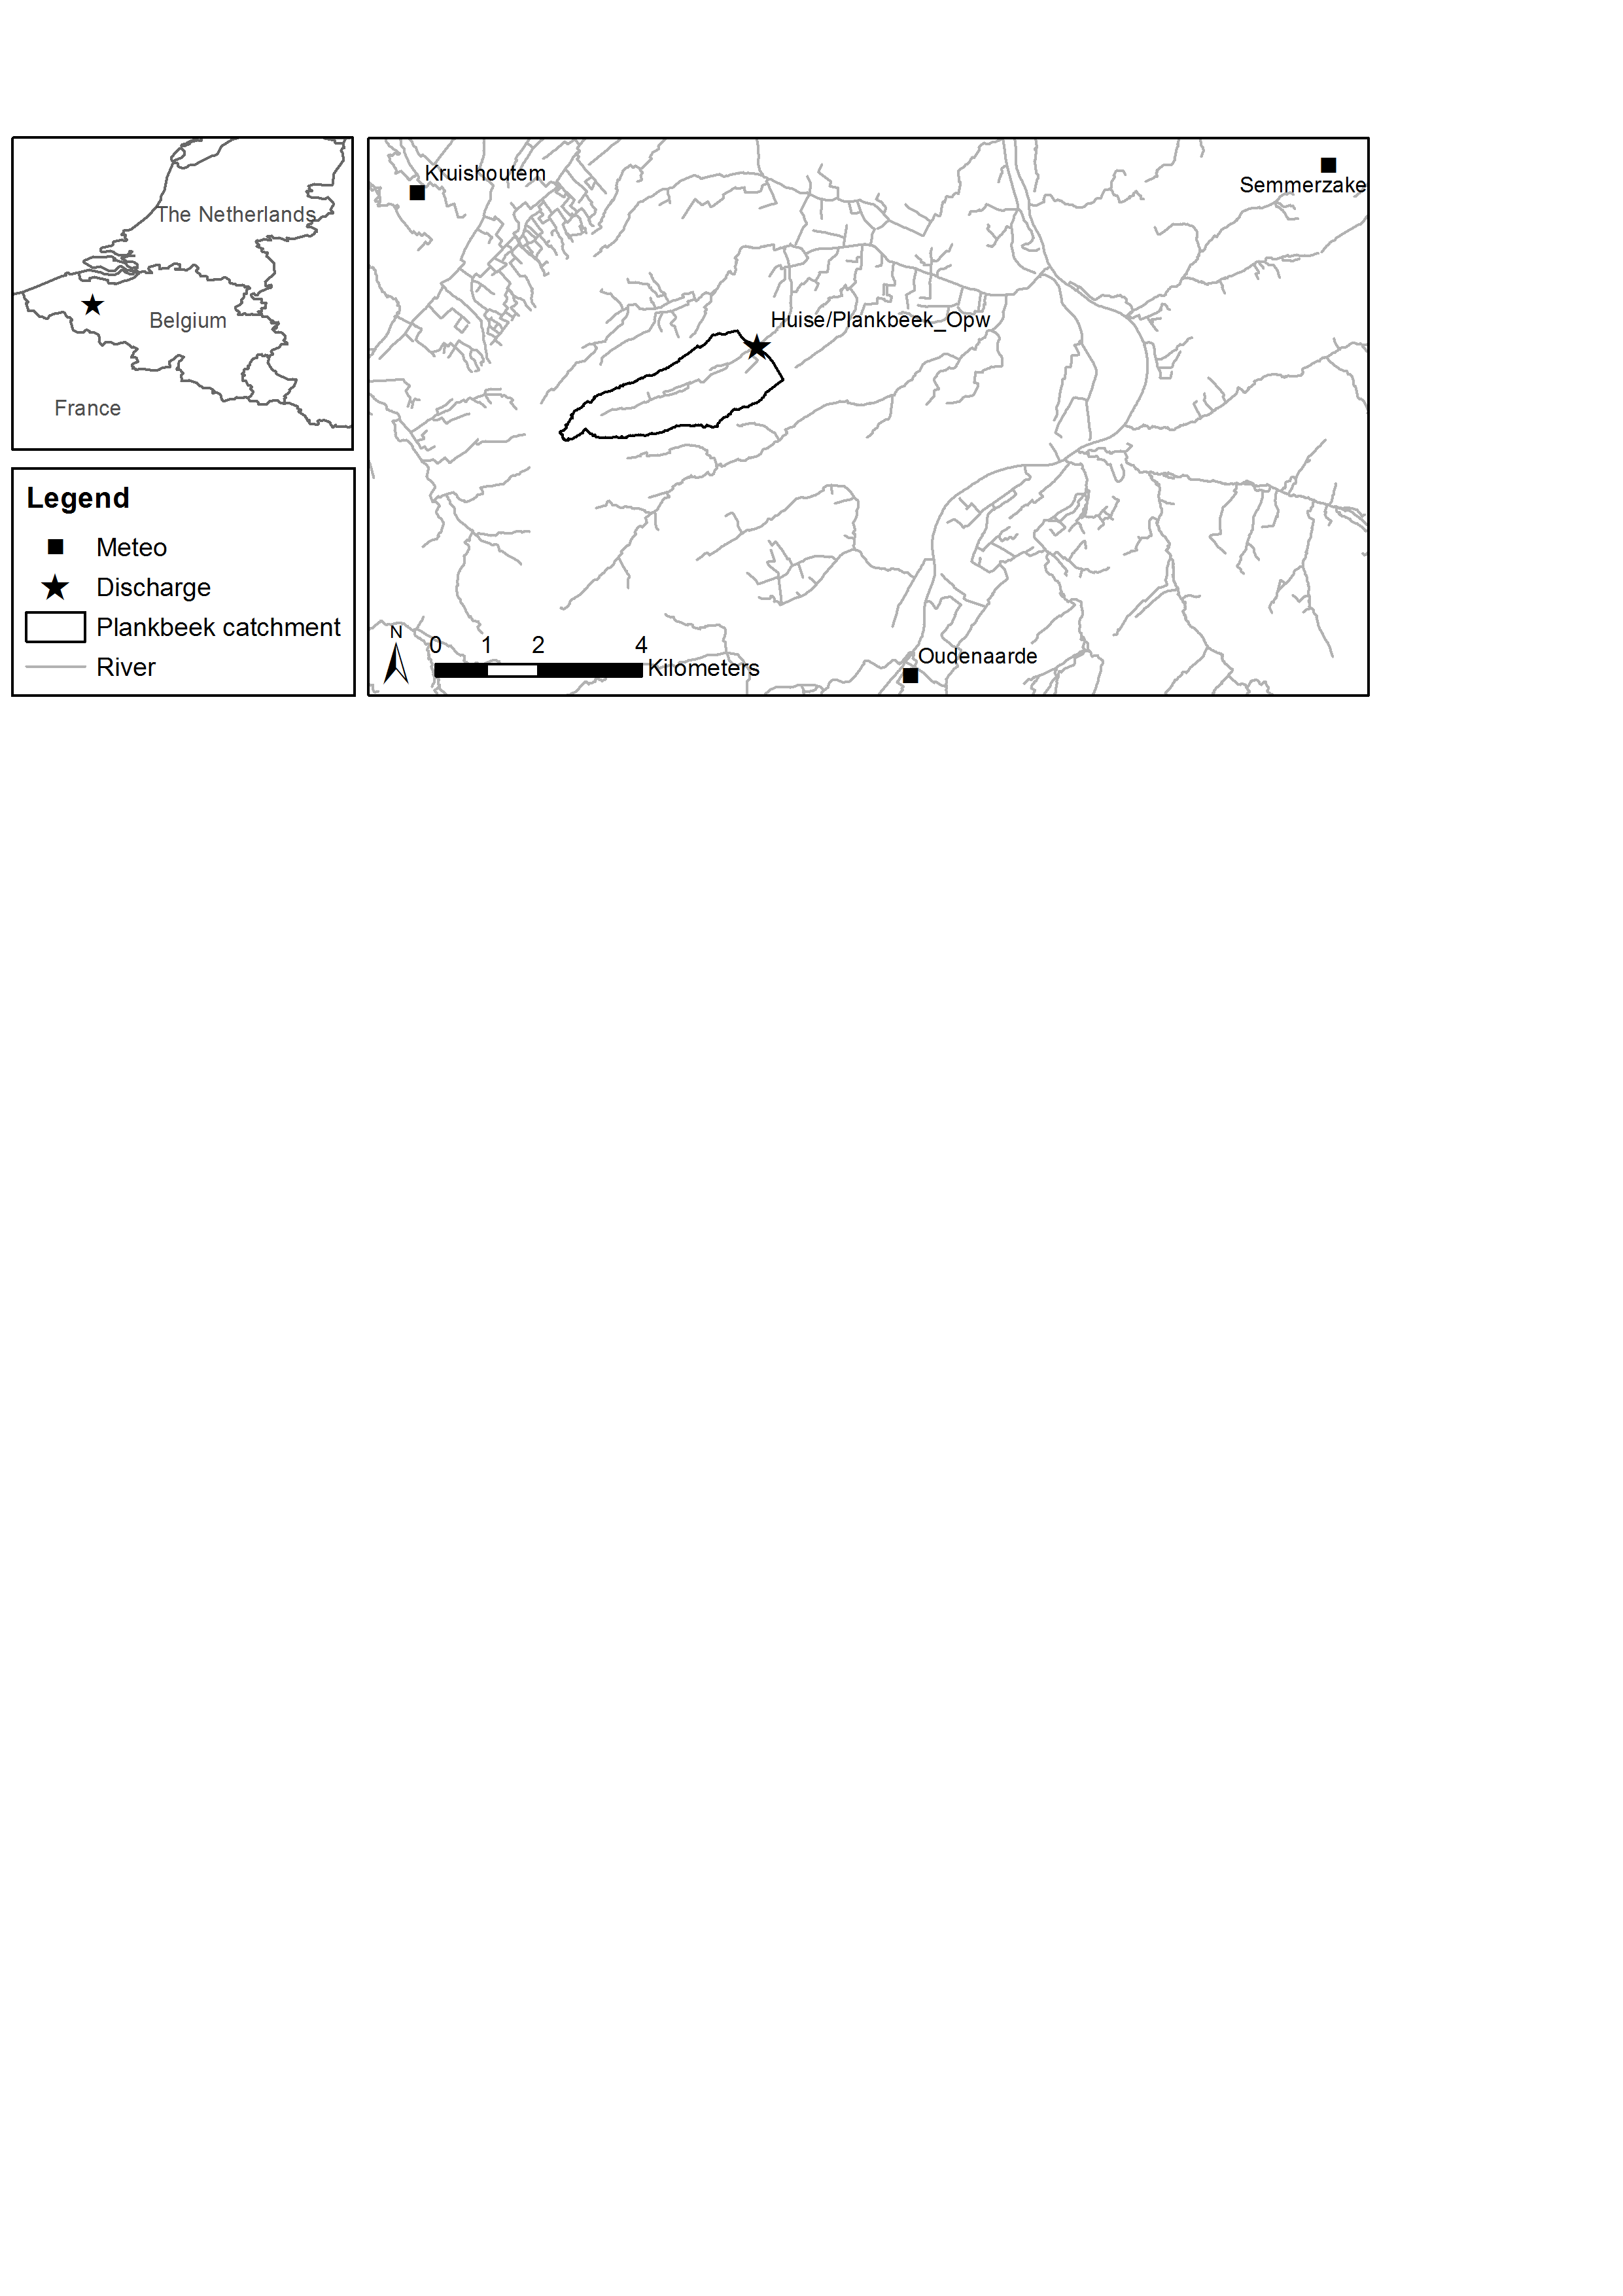 The Netherlands
Belgium
France
Legend
Meteo
Discharge
Plankbeek catchment
River
Kruishoutem
Semmerzake
Huise/Plankbeek_Opw
Oudenaarde
N
0 1 2 4
Kilometers